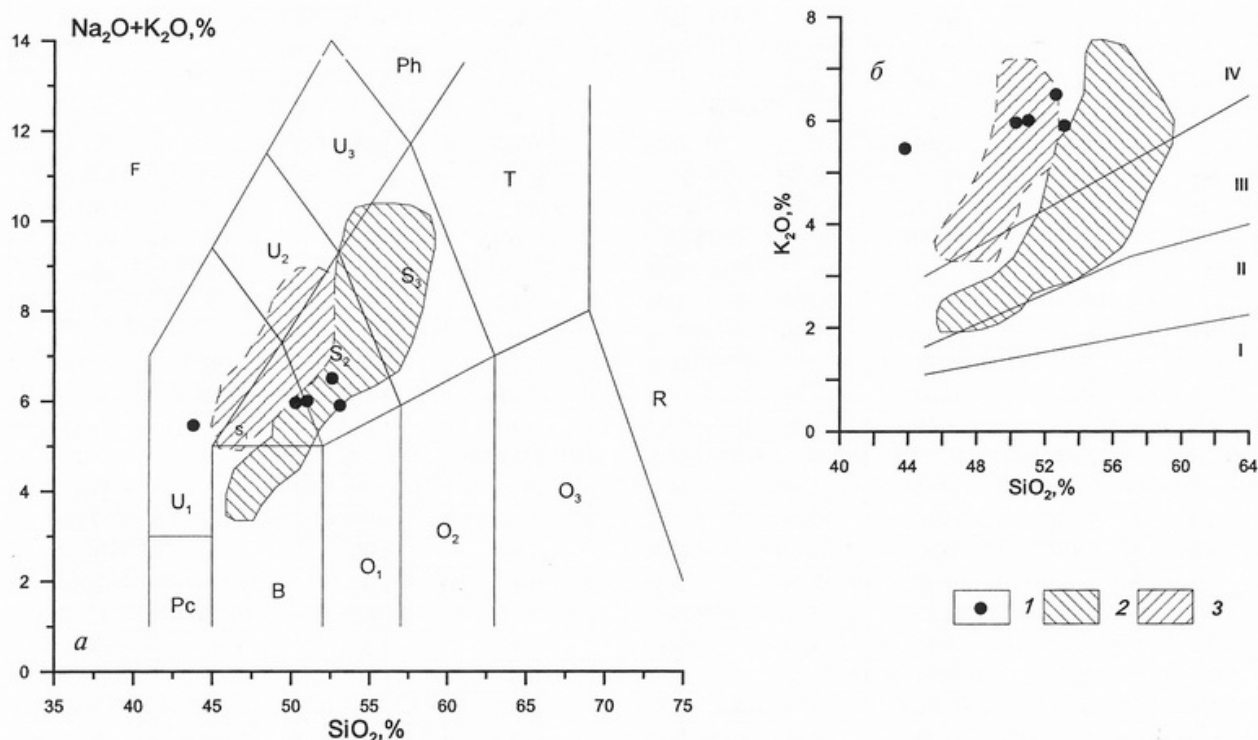 Na₂O+K₂O,%
14
12
10
8
6
4
2
0
35 40 45 50 55 60 65 70 75
SiO₂,%
F
Ph
U₃
T
U₂
S₃
S₂
S₁
U₁
R
O₃
O₂
O₁
B
Pc
а
K₂O,%
8
6
4
2
0
40 44 48 52 56 60 64
SiO₂,%
б
IV
III
II
I
1 2 3